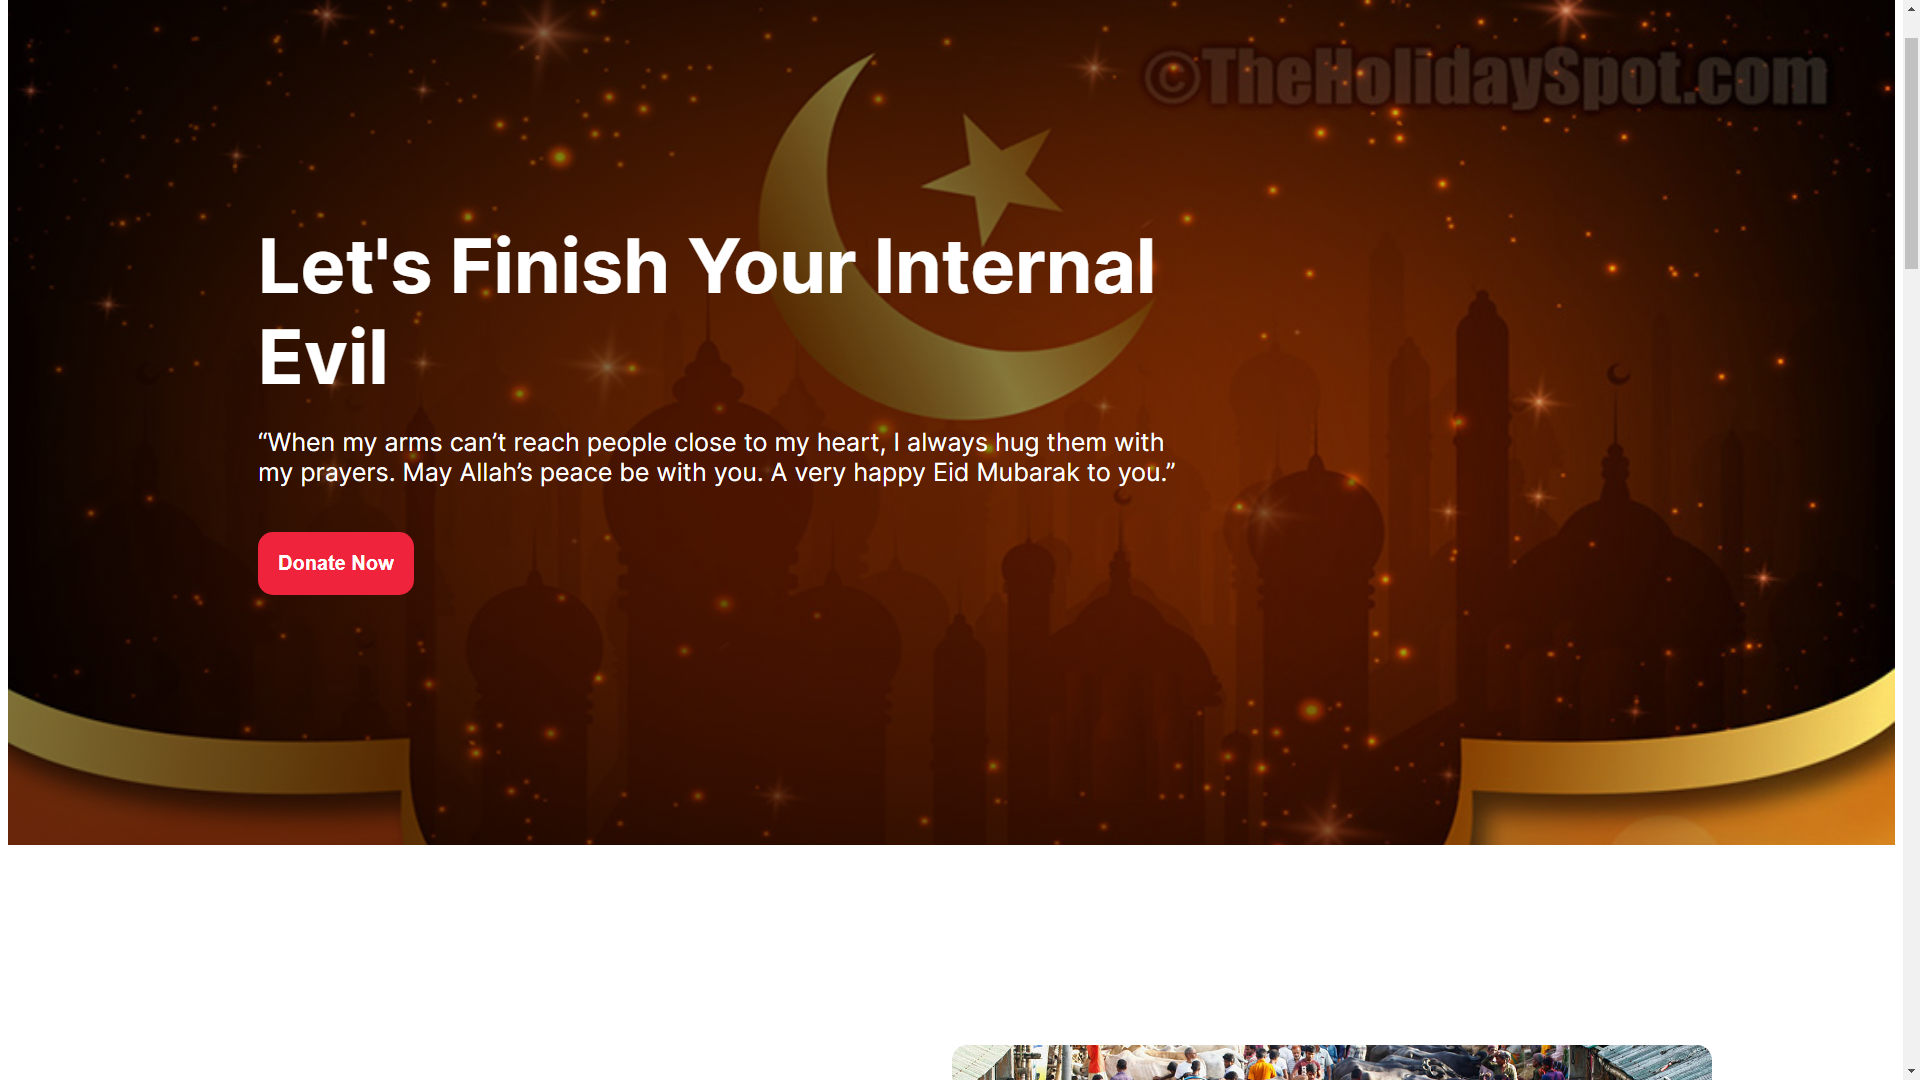 ©TheHolidaySpot.com
Let's Finish Your Internal
Evil
“When my arms can’t reach people close to my heart, I always hug them with
my prayers. May Allah’s peace be with you. A very happy Eid Mubarak to you.”
Donate Now